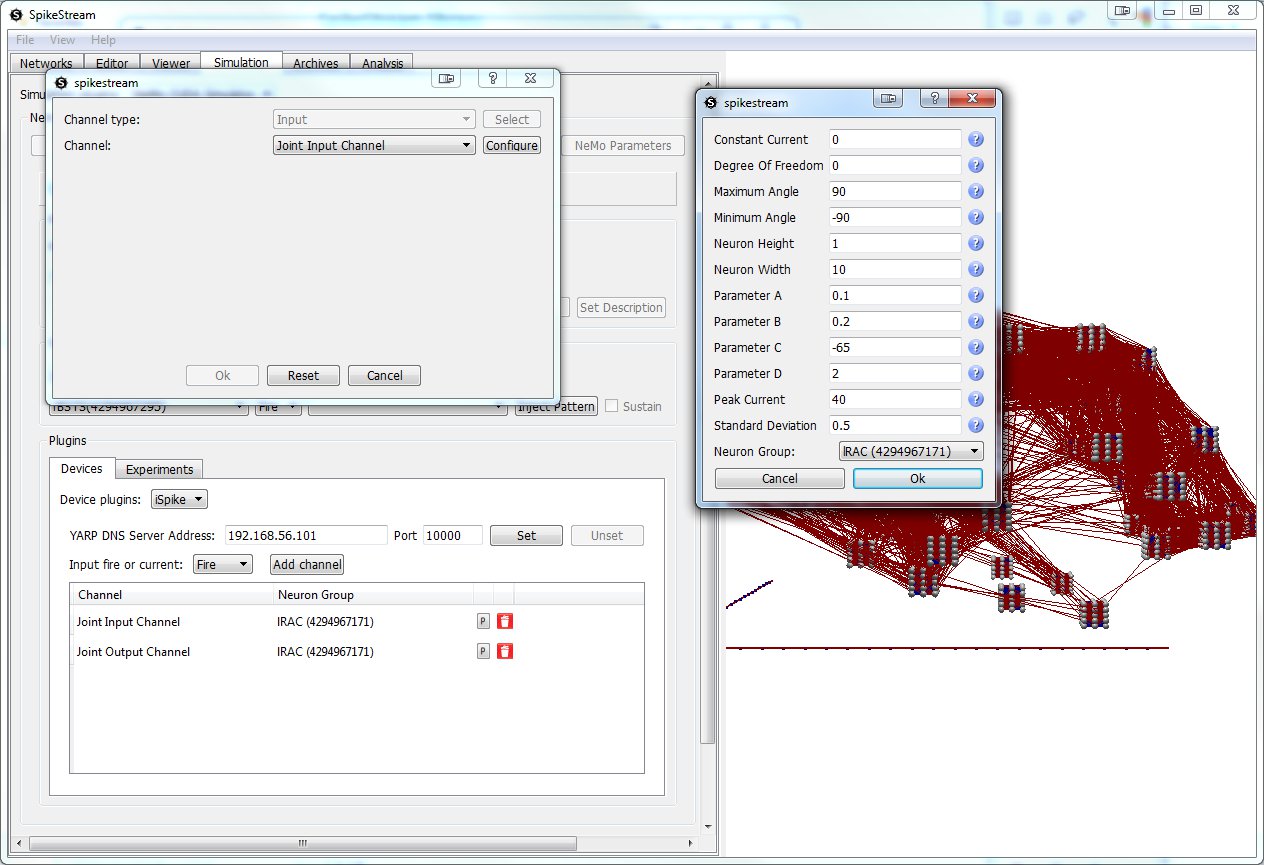 SpikeStream
File View Help
Networks Editor Viewer Simulation Archives Analysis
spikestream
Channel type: Input Select
Channel: Joint Input Channel Configure
Ok Reset Cancel
NeMo Parameters
Set Description
Fire Inject Pattern Sustain
Plugins
Devices Experiments
Device plugins: iSpike
YARP DNS Server Address: 192.168.56.101 Port 10000 Set Unset
Input fire or current: Fire Add channel
Channel Neuron Group
Joint Input Channel IRAC (4294967171) P
Joint Output Channel IRAC (4294967171) P
spikestream
Constant Current 0 ?
Degree Of Freedom 0 ?
Maximum Angle 90 ?
Minimum Angle -90 ?
Neuron Height 1 ?
Neuron Width 10 ?
Parameter A 0.1 ?
Parameter B 0.2 ?
Parameter C -65 ?
Parameter D 2 ?
Peak Current 40 ?
Standard Deviation 0.5 ?
Neuron Group: IRAC (4294967171)
Cancel Ok